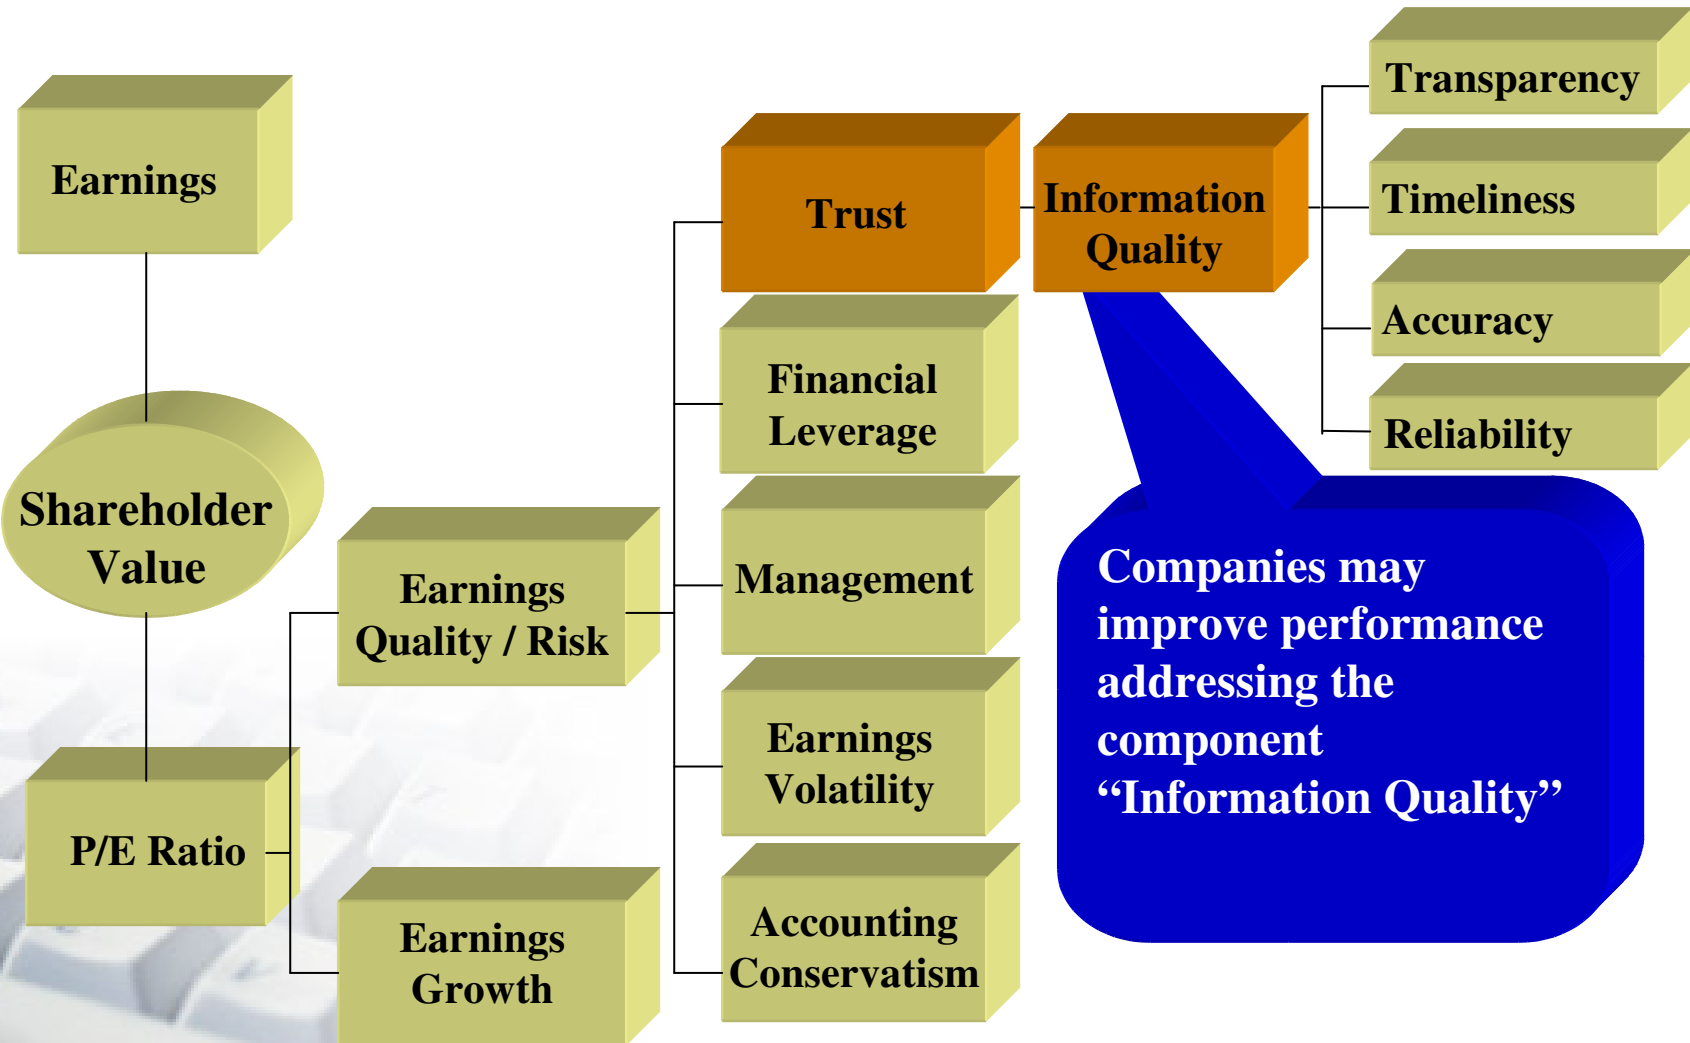 Earnings
Shareholder
Value
P/E Ratio
Earnings
Quality / Risk
Earnings
Growth
Trust
Financial
Leverage
Management
Earnings
Volatility
Accounting
Conservatism
Information
Quality
Transparency
Timeliness
Accuracy
Reliability
Companies may
improve performance
addressing the
component
“Information Quality”